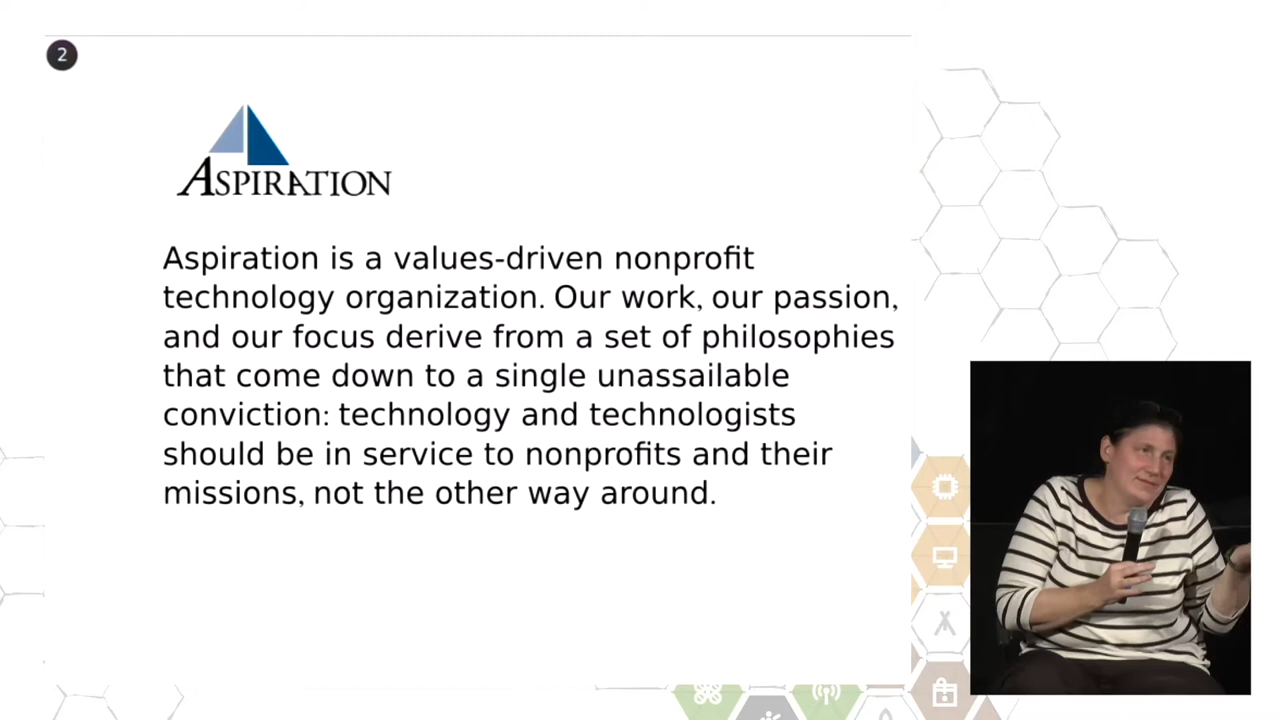 2
ASPIRATION
Aspiration is a values-driven nonprofit
technology organization. Our work, our passion,
and our focus derive from a set of philosophies
that come down to a single unassailable
conviction: technology and technologists
should be in service to nonprofits and their
missions, not the other way around.